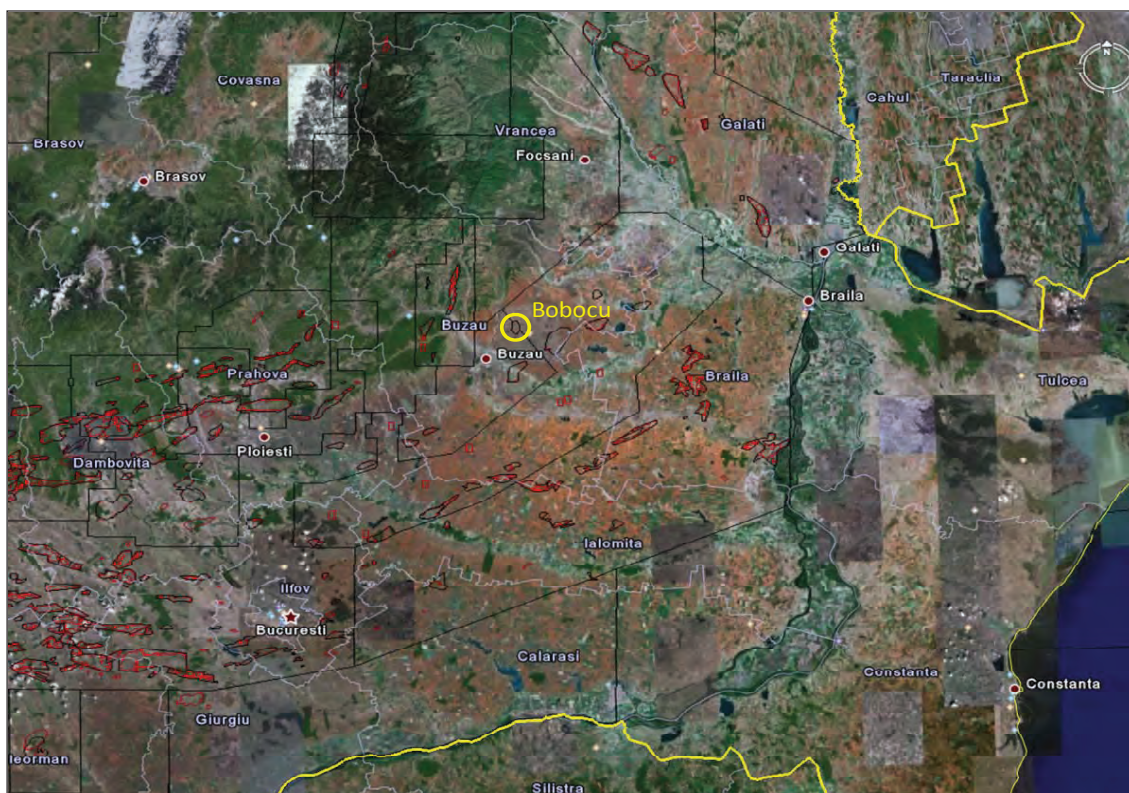 Covasna
Taraclia
Cahul
Vrancea
Galati
Brasov
Focsani
Brasov
Galati
Braila
Bobocu
Buzau
Buzau
Prahova
Braila
Tulcea
Ploiesti
Dambovita
Ialomita
Ilfov
Bucuresti
Calarasi
Constanta
Constanta
Giurgiu
leorman
Silistra
N